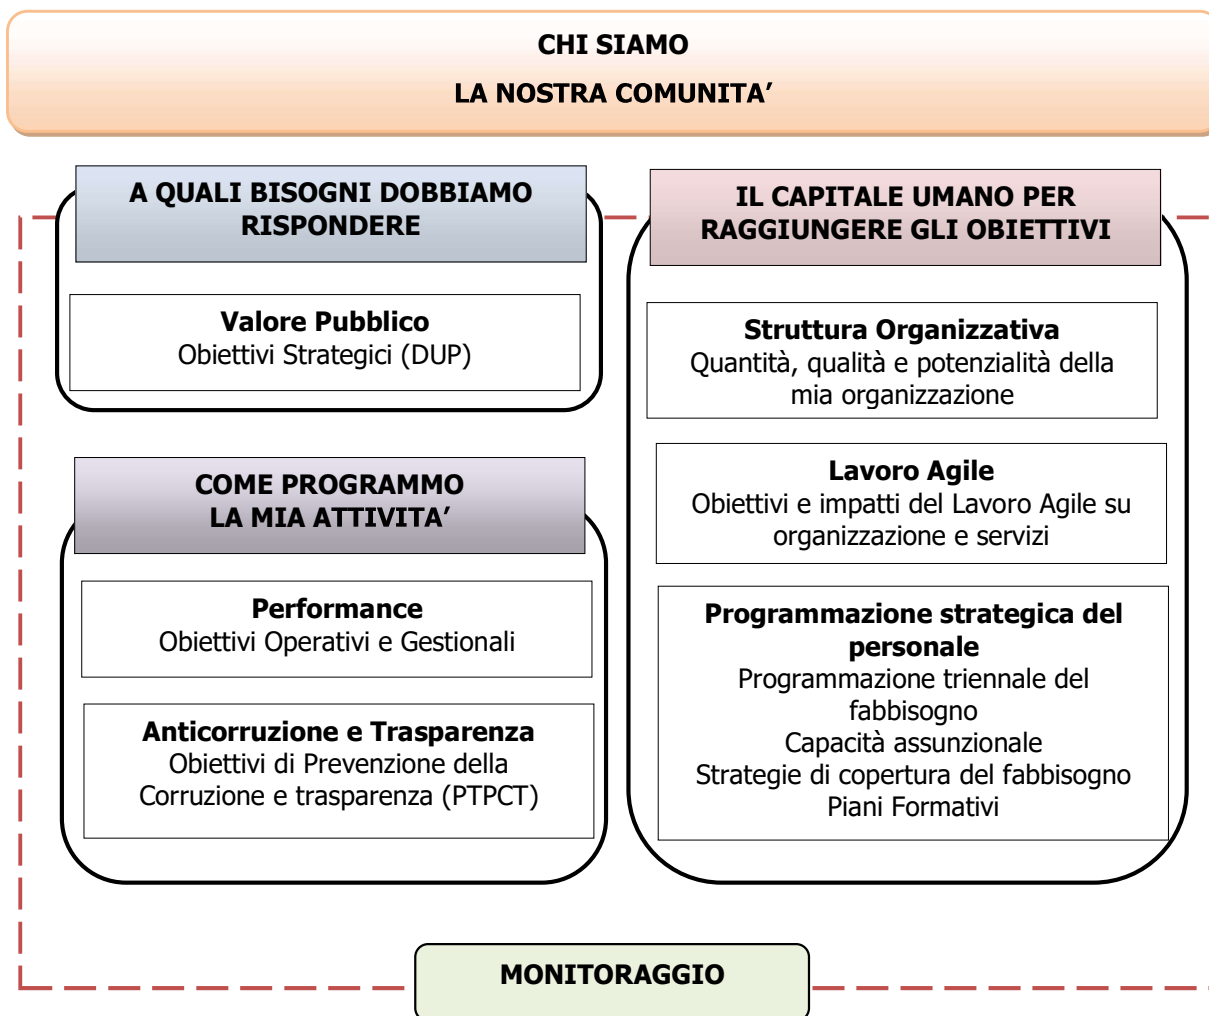 CHI SIAMO
LA NOSTRA COMUNITA’
A QUALI BISOGNI DOBBIAMO
RISPONDERE
Valore Pubblico
Obiettivi Strategici (DUP)
COME PROGRAMMO
LA MIA ATTIVITA’
Performance
Obiettivi Operativi e Gestionali
Anticorruzione e Trasparenza
Obiettivi di Prevenzione della
Corruzione e trasparenza (PTPCT)
IL CAPITALE UMANO PER
RAGGIUNGERE GLI OBIETTIVI
Struttura Organizzativa
Quantità, qualità e potenzialità della
mia organizzazione
Lavoro Agile
Obiettivi e impatti del Lavoro Agile su
organizzazione e servizi
Programmazione strategica del
personale
Programmazione triennale del
fabbisogno
Capacità assunzionale
Strategie di copertura del fabbisogno
Piani Formativi
MONITORAGGIO